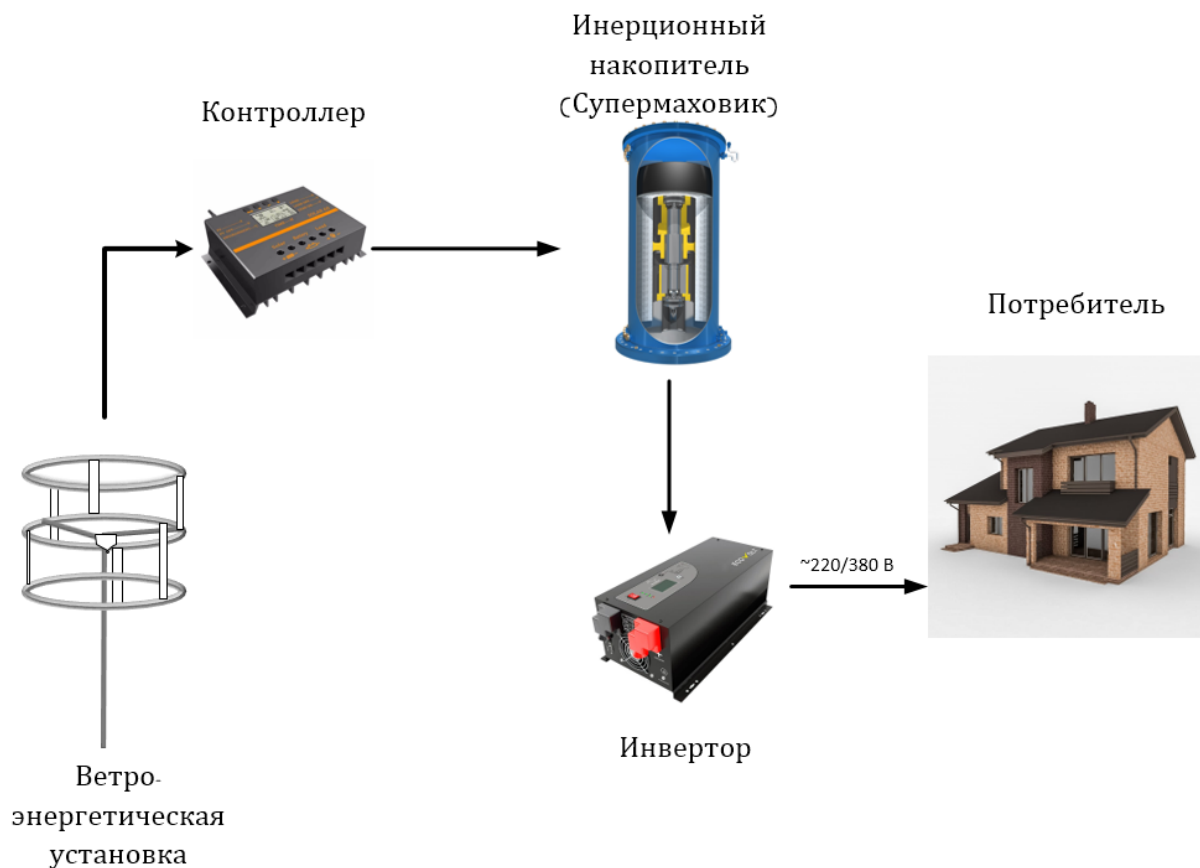 Инерционный
накопитель
(Супермаховик)
Контроллер
Потребитель
~220/380 В
Инвертор
Ветро-
энергетическая
установка